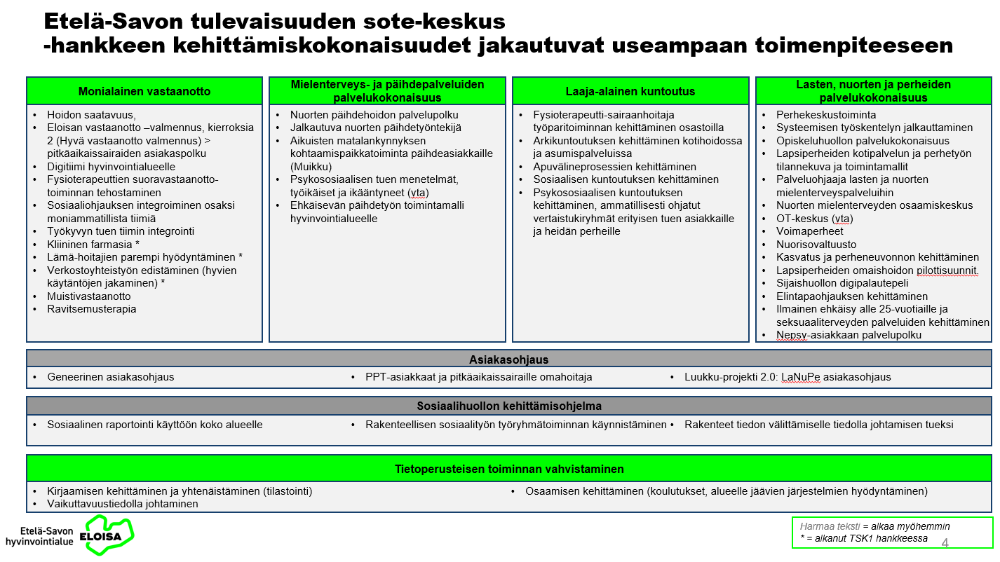 Etelä-Savon tulevaisuuden sote-keskus
-hankkeen kehittämiskokonaisuudet jakautuvat useampaan toimenpiteeseen
Monialainen vastaanotto
• Hoidon saatavuus,
• Eloisan vastaanotto –valmennus, kierroksia
2 (Hyvä vastaanotto valmennus) >
pitkäaikaissairaiden asiakaspolku
• Digitiimi hyvinvointialueelle
• Fysioterapeuttien suoravastaanotto-
toiminnan tehostaminen
• Sosiaaliohjauksen integroiminen osaksi
moniammatillista tiimiä
• Työkyvyn tuen tiimin integrointi
• Kliininen farmasia *
• Lämä-hoitajien parempi hyödyntäminen *
• Verkostoyhteistyön edistäminen (hyvien
käytäntöjen jakaminen) *
• Muistivastaanotto
• Ravitsemusterapia
Mielenterveys- ja päihdepalveluiden
palvelukokonaisuus
• Nuorten päihdehoidon palvelupolku
• Jalkautuva nuorten päihdetyöntekijä
• Aikuisten matalankynnyksen
kohtaamispaikkatoiminta päihdeasiakkaille
(Muikku)
• Psykososiaalisen tuen menetelmät,
työikäiset ja ikääntyneet (yta)
• Ehkäisevän päihdetyön toimintamalli
hyvinvointialueelle
Laaja-alainen kuntoutus
• Fysioterapeutti-sairaanhoitaja
työparitoiminnan kehittäminen osastoilla
• Arkikuntoutuksen kehittäminen kotihoidossa
ja asumispalveluissa
• Apuvälineprosessien kehittäminen
• Sosiaalisen kuntoutuksen kehittäminen
• Psykososiaalisen kuntoutuksen
kehittäminen, ammatillisesti ohjatut
vertaistukiryhmät erityisen tuen asiakkaille
ja heidän perheille
Lasten, nuorten ja perheiden
palvelukokonaisuus
• Perhekeskustoiminta
• Systeemisen työskentelyn jalkauttaminen
• Opiskeluhuollon palvelukokonaisuus
• Lapsiperheiden kotipalvelun ja perhetyön
tilannekuva ja toimintamallit
• Palveluohjaaja lasten ja nuorten
mielenterveyspalveluihin
• Nuorten mielenterveyden osaamiskeskus
• OT-keskus (yta)
• Voimaperheet
• Nuorisovaltuusto
• Kasvatus ja perheneuvonnon kehittäminen
• Lapsiperheiden omaishoidon pilottisuunnit.
• Sijaishuollon digipalautepeli
• Elintapaohjauksen kehittäminen
• Ilmainen ehkäisy alle 25-vuotiaille ja
seksuaaliterveyden palveluiden kehittäminen
• Nepsy-asiakkaan palvelupolku
Asiakasohjaus
• Geneerinen asiakasohjaus
• PPT-asiakkaat ja pitkäaikaissairaille omahoitaja
• Luukku-projekti 2.0: LaNuPe asiakasohjaus
Sosiaalihuollon kehittämisohjelma
• Sosiaalinen raportointi käyttöön koko alueelle
• Rakenteellisen sosiaalityön työryhmätoiminnan käynnistäminen
• Rakenteet tiedon välittämiselle tiedolla johtamisen tueksi
Tietoperusteisen toiminnan vahvistaminen
• Kirjaamisen kehittäminen ja yhtenäistäminen (tilastointi)
• Vaikuttavuustiedolla johtaminen
• Osaamisen kehittäminen (koulutukset, alueelle jäävien järjestelmien hyödyntäminen)
Etelä-Savon
hyvinvointialue
ELOISA
Harmaa teksti = alkaa myöhemmin
* = alkanut TSK1 hankkeessa
4